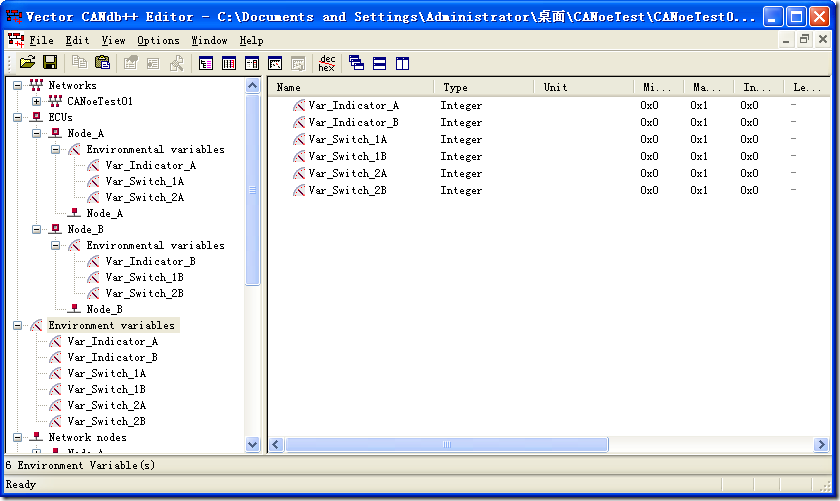 Vector CANdb++ Editor - C:\Documents and Settings\Administrator\桌面\CANoeTest\CANoeTest0...
File Edit View Options Window Help
dec
hex
Networks
CANoeTest01
ECUs
Node_A
Environmental variables
Var_Indicator_A
Var_Switch_1A
Var_Switch_2A
Node_A
Node_B
Environmental variables
Var_Indicator_B
Var_Switch_1B
Var_Switch_2B
Node_B
Environment variables
Var_Indicator_A
Var_Indicator_B
Var_Switch_1A
Var_Switch_1B
Var_Switch_2A
Var_Switch_2B
Network nodes
Node_A
Name Type Unit Mi... Ma... In... Le...
Var_Indicator_A Integer 0x0 0x1 0x0 -
Var_Indicator_B Integer 0x0 0x1 0x0 -
Var_Switch_1A Integer 0x0 0x1 0x0 -
Var_Switch_1B Integer 0x0 0x1 0x0 -
Var_Switch_2A Integer 0x0 0x1 0x0 -
Var_Switch_2B Integer 0x0 0x1 0x0 -
6 Environment Variable(s)
Ready